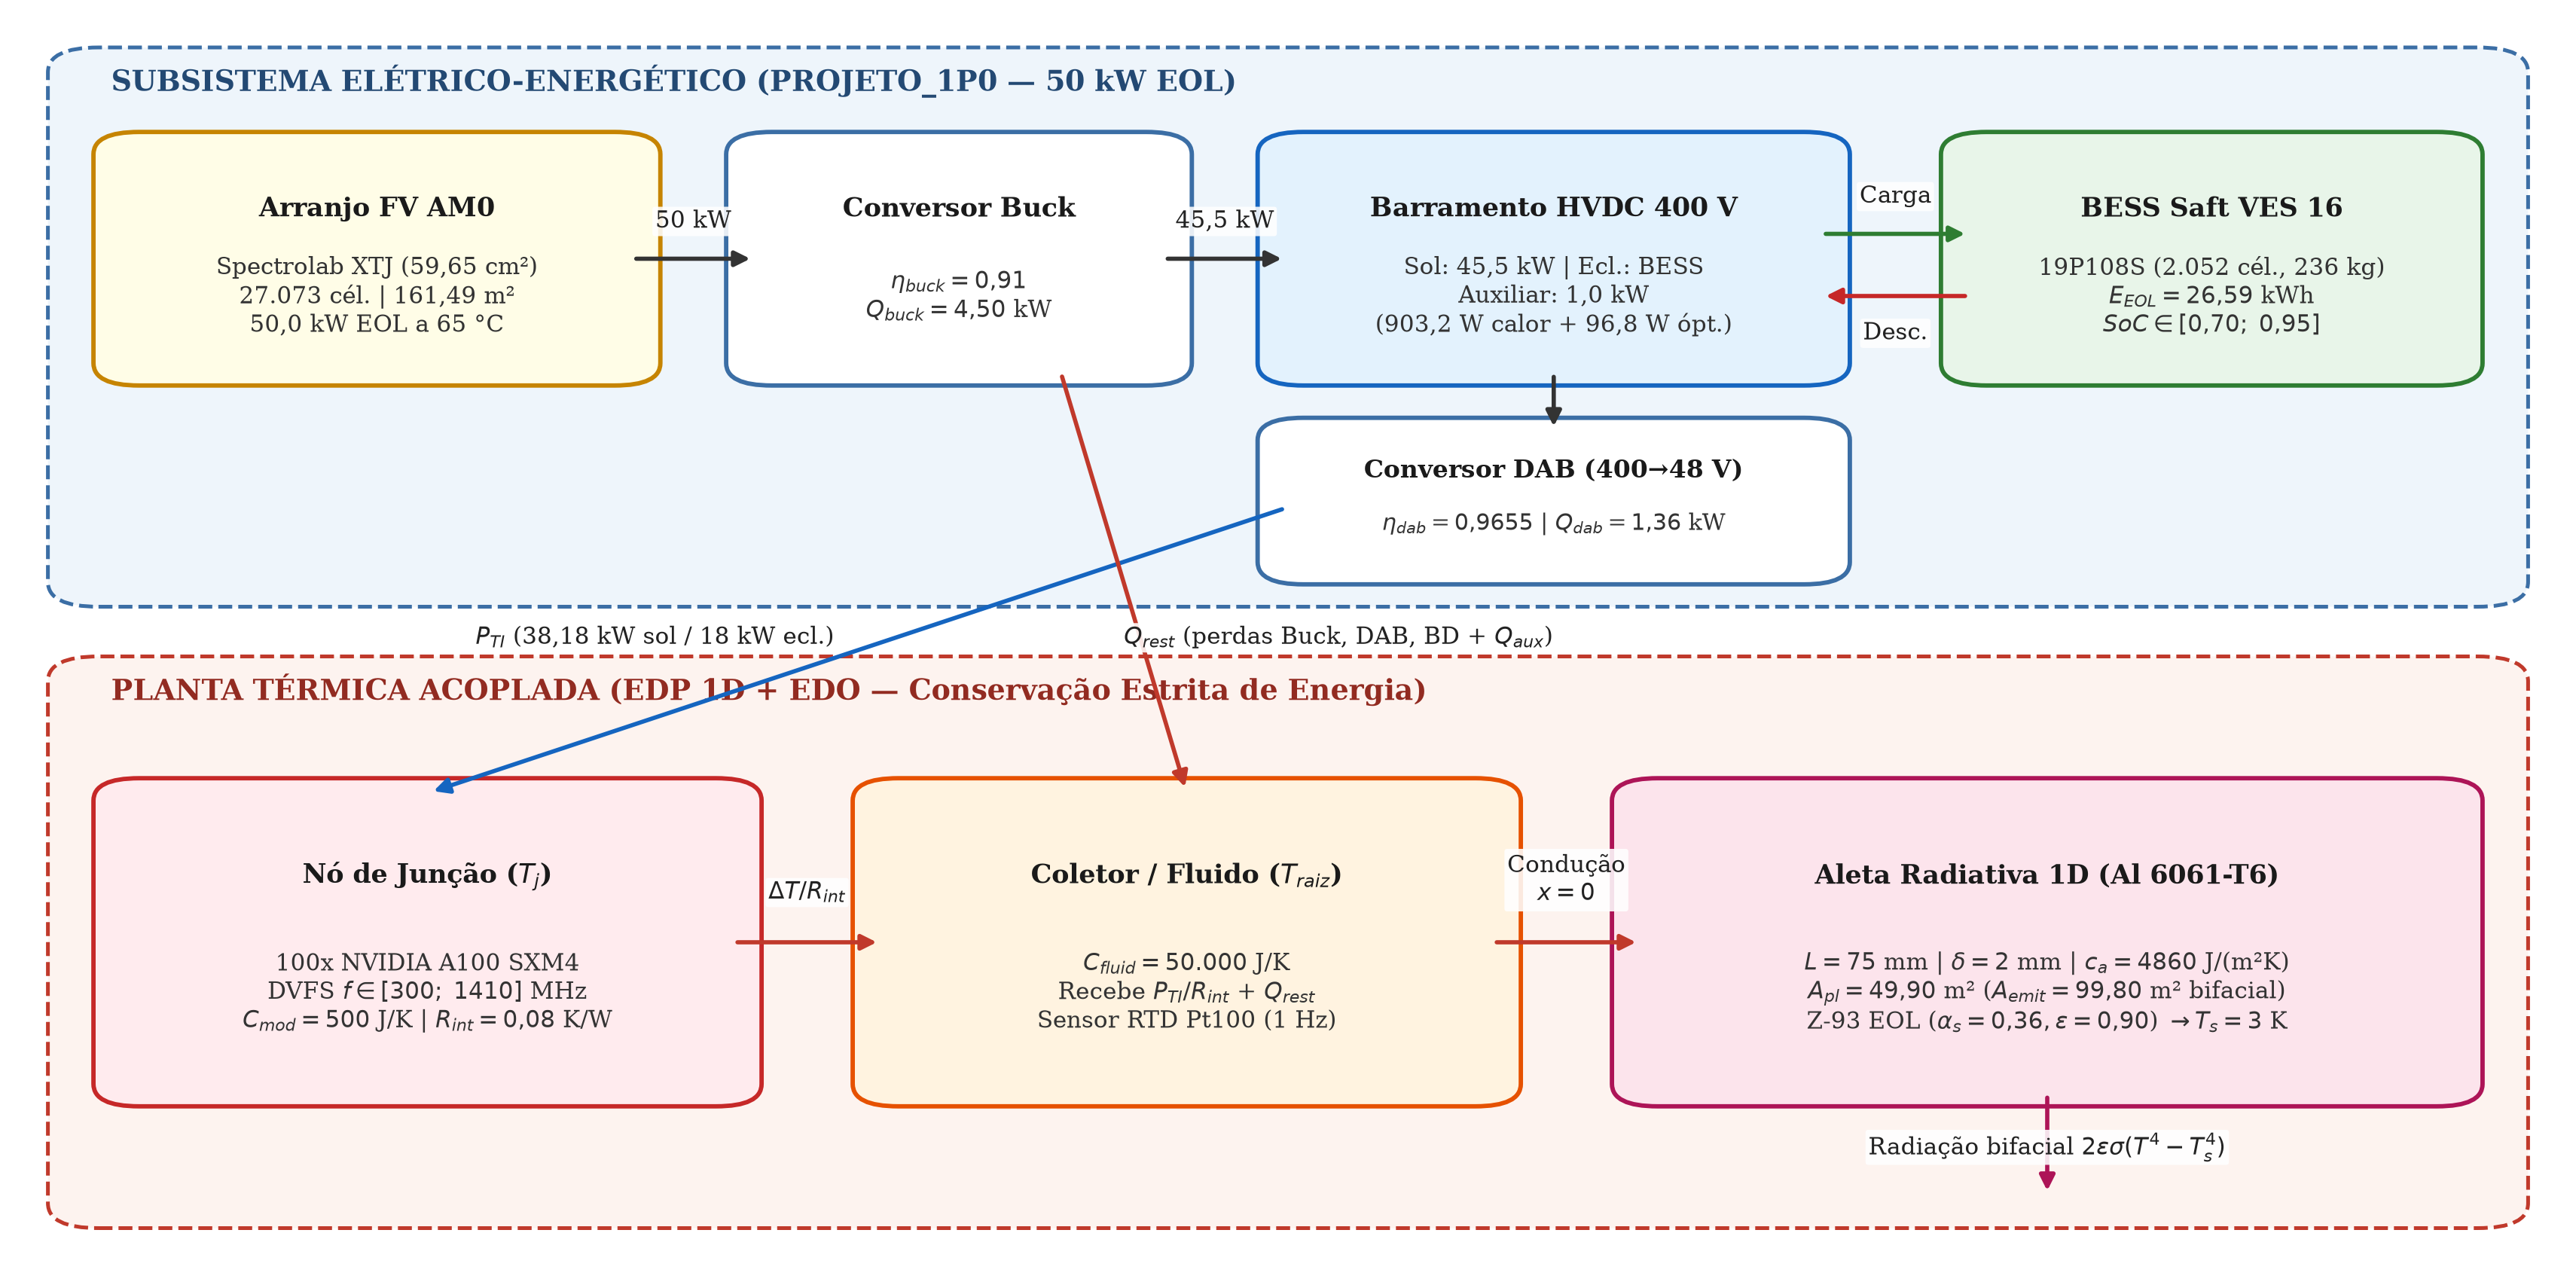 SUBSISTEMA ELÉTRICO-ENERGÉTICO (PROJETO_1P0 — 50 kW EOL)
Arranjo FV AM0
Spectrolab XTJ (59,65 cm²)
27.073 cél. | 161,49 m²
50,0 kW EOL a 65 °C
50 kW
Conversor Buck
η_buck = 0,91
Q_buck = 4,50 kW
45,5 kW
Barramento HVDC 400 V
Sol: 45,5 kW | Ecl.: BESS
Auxiliar: 1,0 kW
(903,2 W calor + 96,8 W ópt.)
Carga
Desc.
BESS Saft VES 16
19P108S (2.052 cél., 236 kg)
E_EOL = 26,59 kWh
SoC ∈ [0,70; 0,95]
Conversor DAB (400→48 V)
η_dab = 0,9655 | Q_dab = 1,36 kW
P_TI (38,18 kW sol / 18 kW ecl.)
Q_rest (perdas Buck, DAB, BD + Q_aux)
PLANTA TÉRMICA ACOPLADA (EDP 1D + EDO — Conservação Estrita de Energia)
Nó de Junção (T_j)
100x NVIDIA A100 SXM4
DVFS f ∈ [300; 1410] MHz
C_mod = 500 J/K | R_int = 0,08 K/W
ΔT/R_int
Coletor / Fluido (T_raiz)
C_fluid = 50.000 J/K
Recebe P_TI/R_int + Q_rest
Sensor RTD Pt100 (1 Hz)
Condução
x = 0
Aleta Radiativa 1D (Al 6061-T6)
L = 75 mm | δ = 2 mm | c_a = 4860 J/(m²K)
A_pl = 49,90 m² (A_emit = 99,80 m² bifacial)
Z-93 EOL (α_s = 0,36, ε = 0,90) → T_s = 3 K
Radiação bifacial 2εσ(T⁴ − T_s⁴)